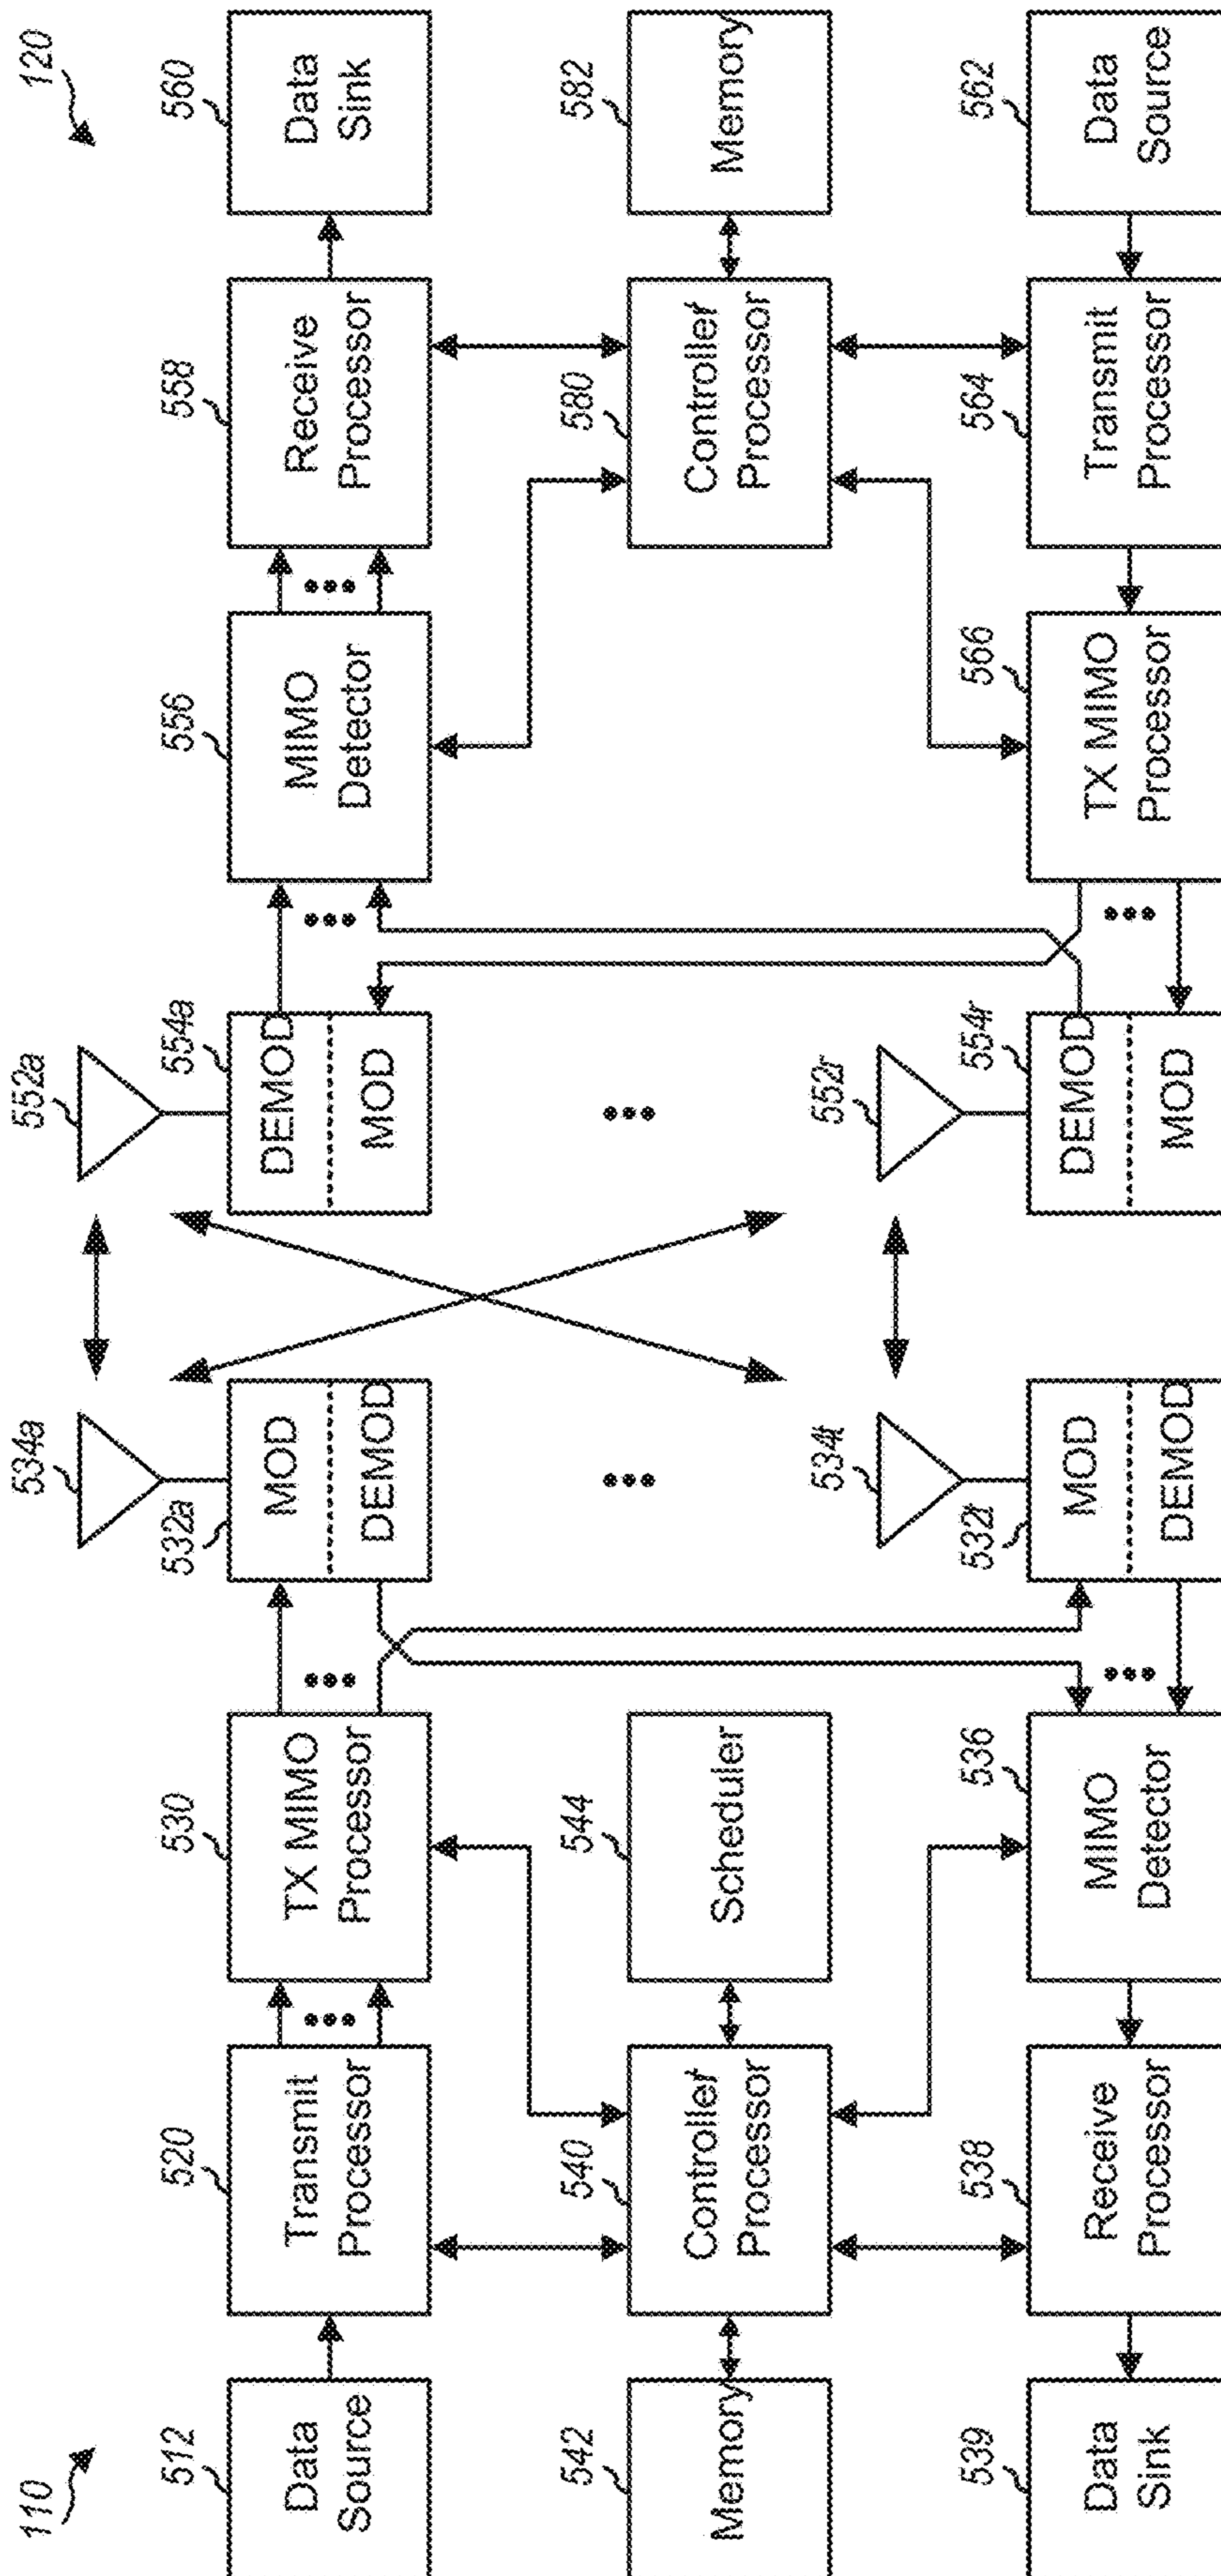 110
120
534a
552a
512
520
530
532a
554a
556
558
560
Data
Source
Transmit
Processor
TX MIMO
Processor
MOD
DEMOD
DEMOD
MOD
MIMO
Detector
Receive
Processor
Data
Sink
542
540
544
580
582
Memory
Controller/
Processor
Scheduler
Controller/
Processor
Memory
534t
552r
539
538
536
532t
554r
566
564
562
Data
Sink
Receive
Processor
MIMO
Detector
MOD
DEMOD
DEMOD
MOD
TX MIMO
Processor
Transmit
Processor
Data
Source